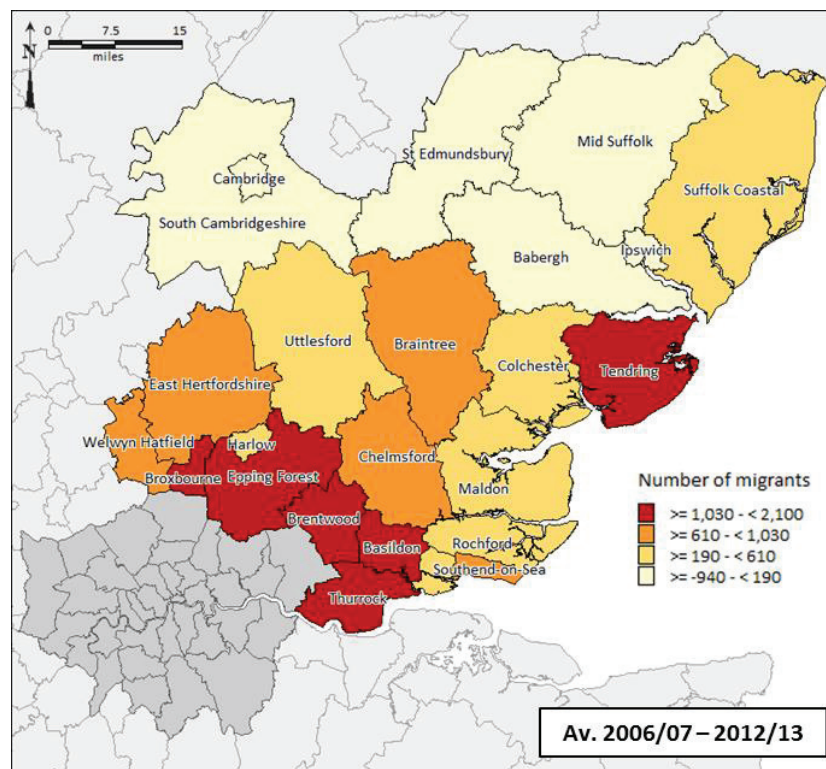 0 7.5 15
miles
N
St Edmundsbury
Mid Suffolk
Cambridge
Suffolk Coastal
South Cambridgeshire
Ipswich
Babergh
Uttlesford
Braintree
Colchester
Tendring
East Hertfordshire
Welwyn Hatfield
Harlow
Chelmsford
Broxbourne
Epping Forest
Maldon
Brentwood
Basildon
Rochford
Southend-on-Sea
Thurrock
Number of migrants
>= 1,030 - < 2,100
>= 610 - < 1,030
>= 190 - < 610
>= -940 - < 190
Av. 2006/07 – 2012/13